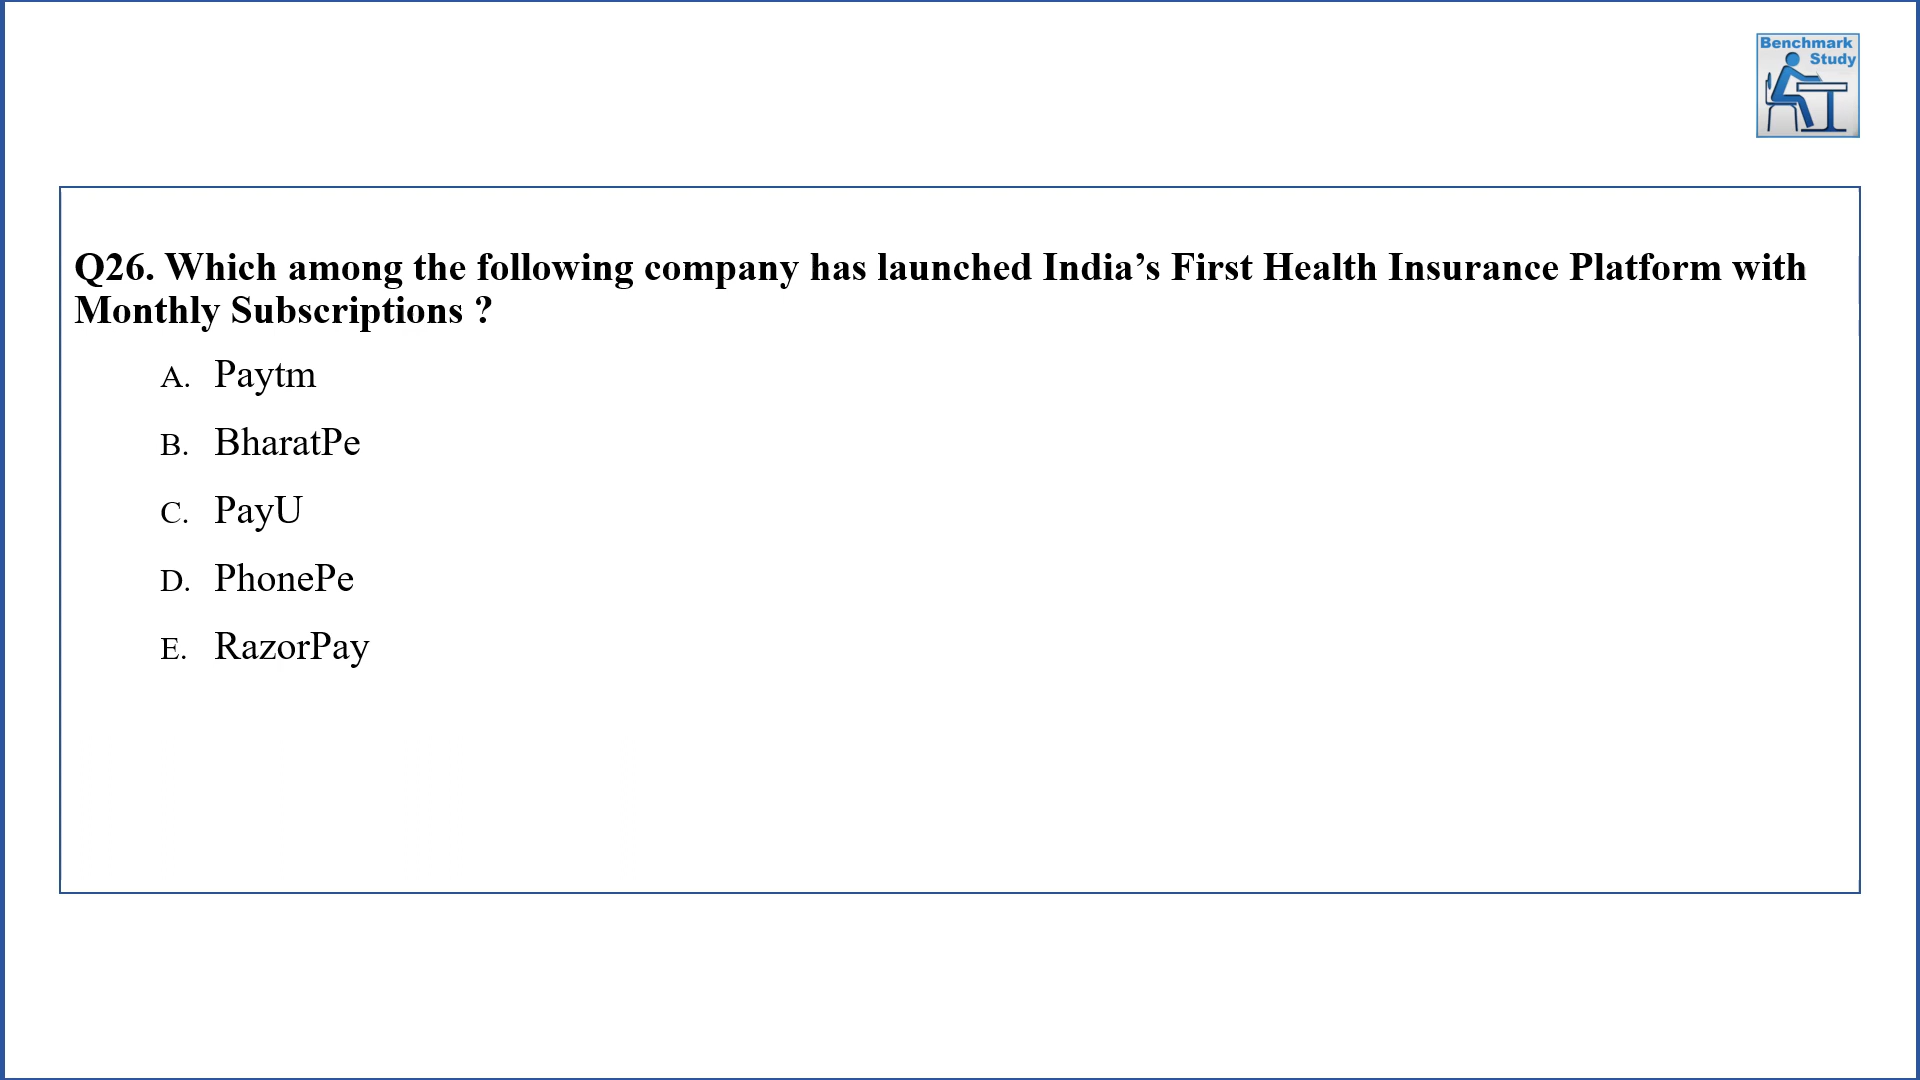 Benchmark
Study
Q26. Which among the following company has launched India’s First Health Insurance Platform with
Monthly Subscriptions ?
A. Paytm
B. BharatPe
C. PayU
D. PhonePe
E. RazorPay